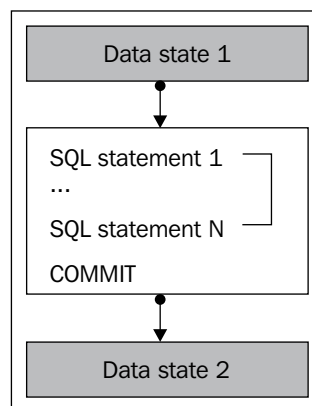 Data state 1
SQL statement 1
...
SQL statement N
COMMIT
Data state 2